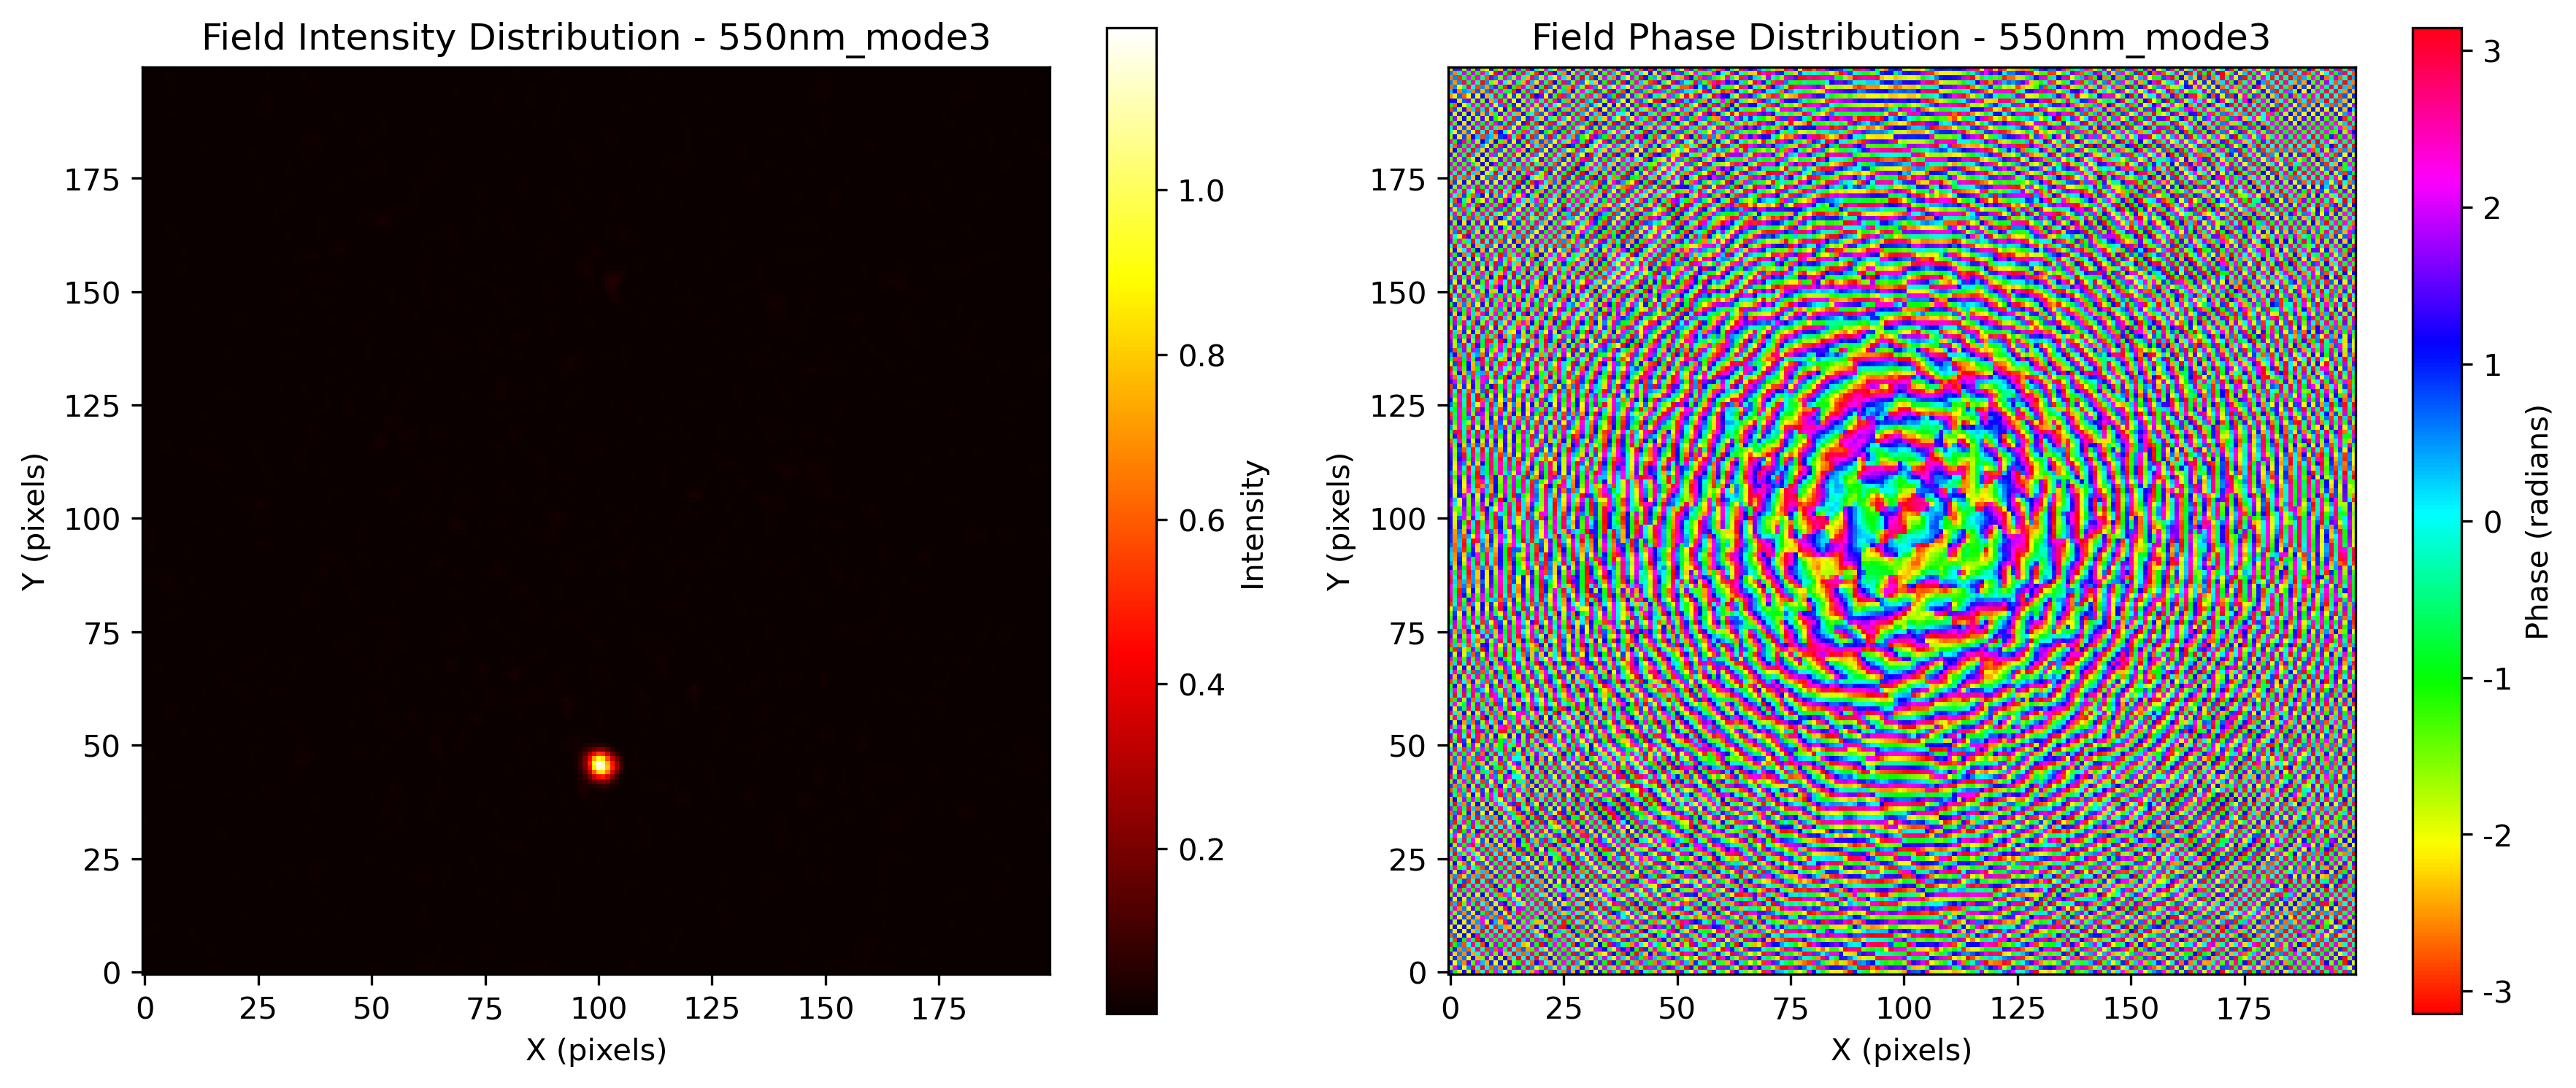 Field Intensity Distribution - 550nm_mode3
175
150
125
100
75
50
25
0
0 25 50 75 100 125 150 175
Y (pixels)
X (pixels)
1.0
0.8
0.6
0.4
0.2
Intensity
Field Phase Distribution - 550nm_mode3
175
150
125
100
75
50
25
0
0 25 50 75 100 125 150 175
Y (pixels)
X (pixels)
3
2
1
0
-1
-2
-3
Phase (radians)